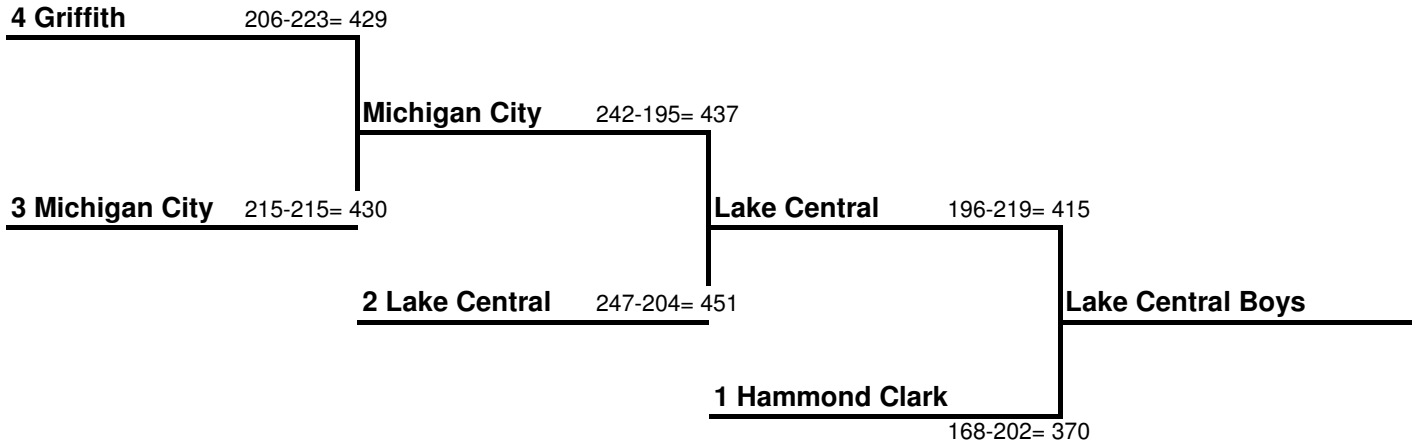 4 Griffith 206-223= 429
Michigan City 242-195= 437
3 Michigan City 215-215= 430
Lake Central 196-219= 415
2 Lake Central 247-204= 451
Lake Central Boys
1 Hammond Clark
168-202= 370